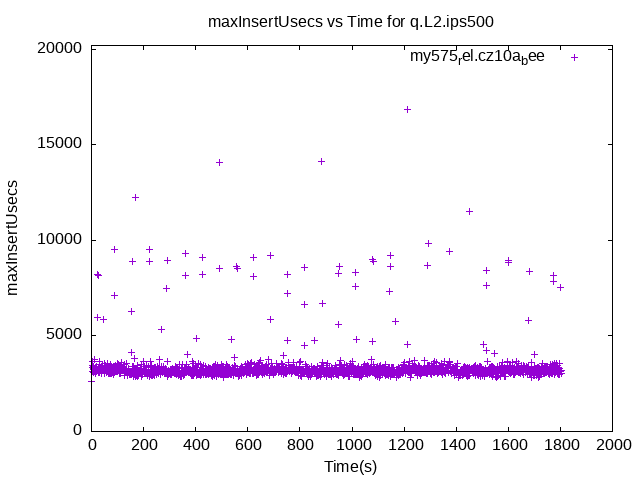 maxInsertUsecs vs Time for q.L2.ips500
my575rel.cz10abee
maxInsertUsecs
20000
15000
10000
5000
0
0 200 400 600 800 1000 1200 1400 1600 1800 2000
Time(s)